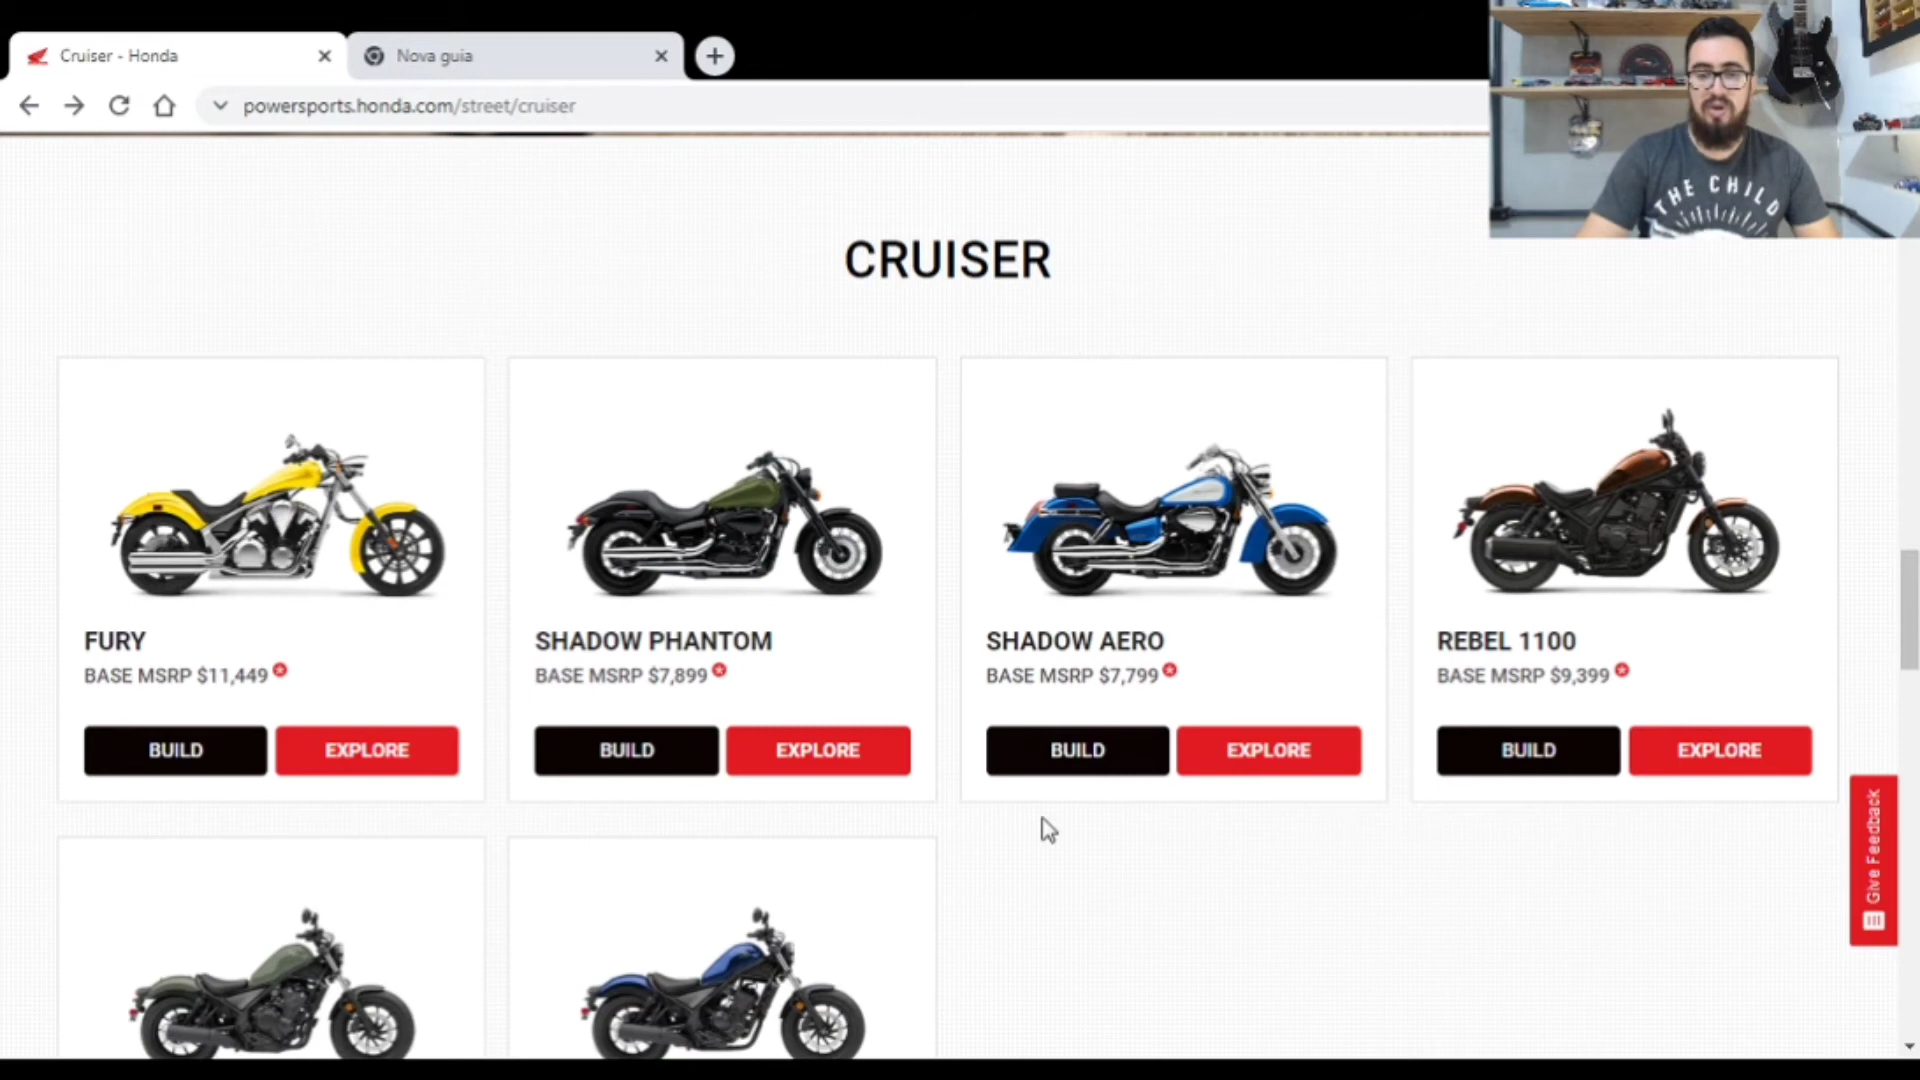 Cruiser - Honda
Nova guia
powersports.honda.com/street/cruiser
THE CHILD
CRUISER
FURY
BASE MSRP $11,449
BUILD
EXPLORE
SHADOW PHANTOM
BASE MSRP $7,899
BUILD
EXPLORE
SHADOW AERO
BASE MSRP $7,799
BUILD
EXPLORE
REBEL 1100
BASE MSRP $9,399
BUILD
EXPLORE
Give Feedback